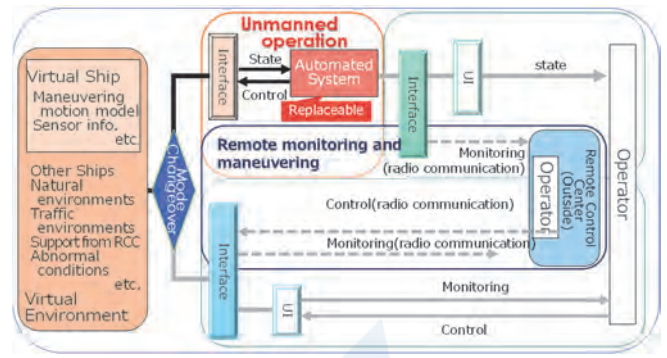 Unmanned
operation
Virtual Ship
Maneuvering
motion model
Sensor info.
etc.
Other Ships
Natural
environments
Traffic
environments
Support from RCC
Abnormal
conditions
etc.
Virtual
Environment
Mode
Changeover
Interface
State
Control
Automated
System
Replaceable
Interface
UI
state
Operator
Remote monitoring and
maneuvering
Monitoring
(radio communication)
Remote Control
Center
(Outside)
Operator
Control(radio communication)
Monitoring(radio communication)
Interface
UI
Monitoring
Control